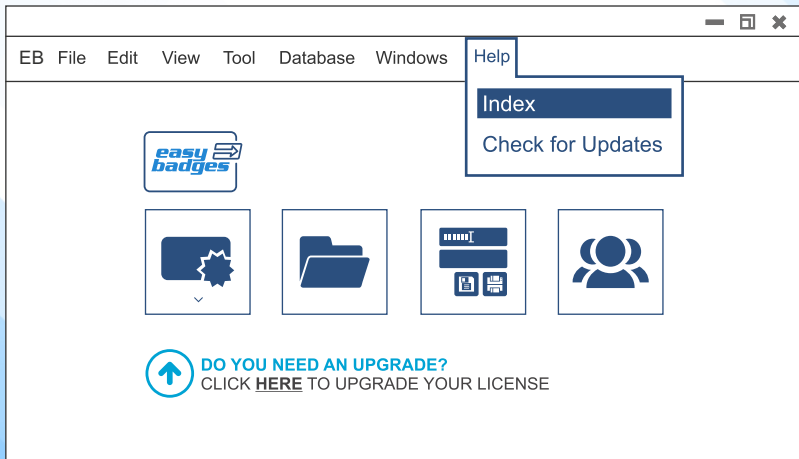 EB File Edit View Tool Database Windows Help
Index
Check for Updates
easy
badges
DO YOU NEED AN UPGRADE?
CLICK HERE TO UPGRADE YOUR LICENSE